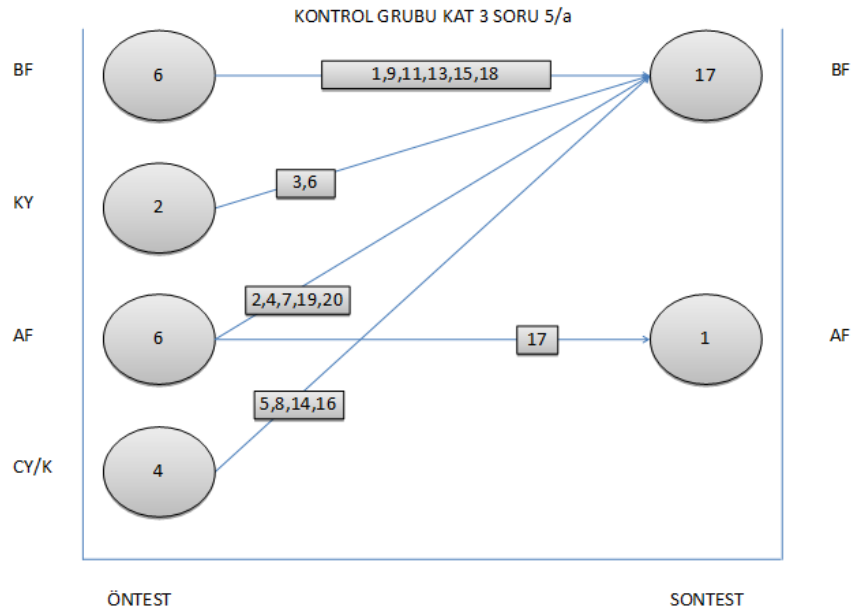 KONTROL GRUBU KAT 3 SORU 5/a
BF
6
1,9,11,13,15,18
17
BF
KY
2
3,6
AF
6
2,4,7,19,20
17
1
AF
CY/K
4
5,8,14,16
ÖNTEST
SONTEST